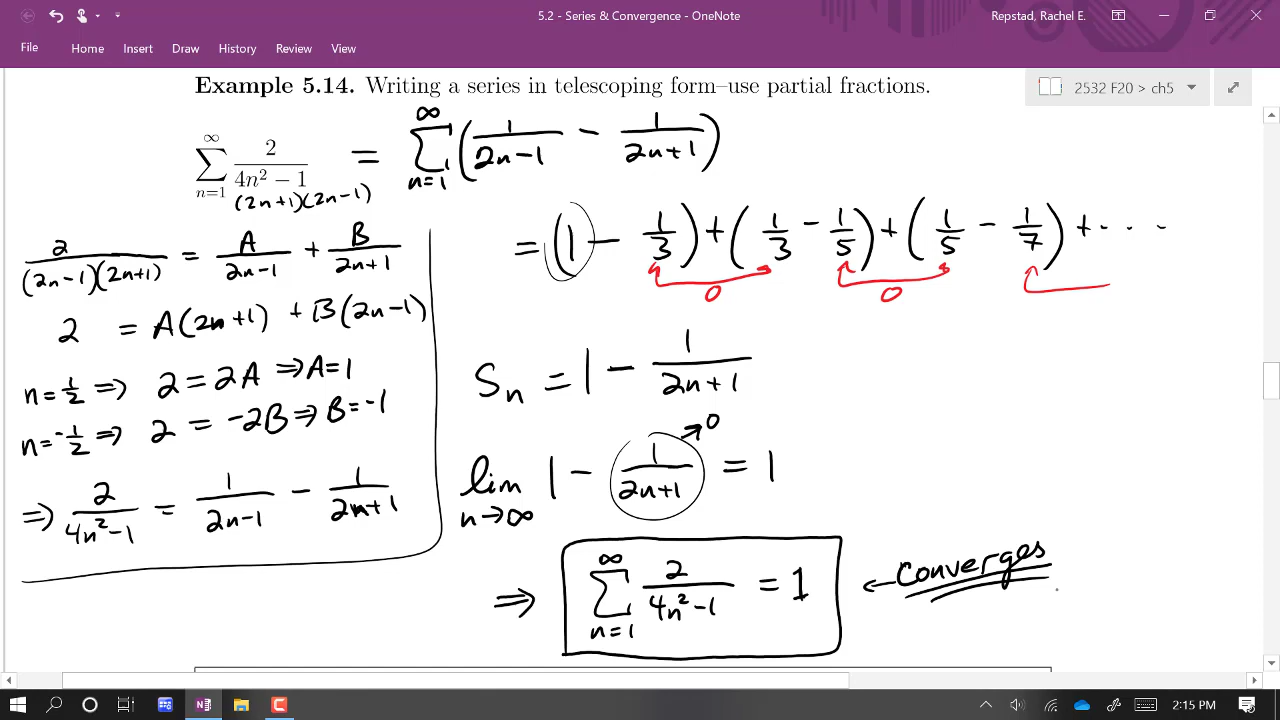 5.2 - Series & Convergence - OneNote
Repstad, Rachel E.
File Home Insert Draw History Review View
Example 5.14. Writing a series in telescoping form–use partial fractions.
2532 F20 > ch5
∞ ∑ n=1 2/(4n² − 1) = ∞ ∑ n=1 (1/(2n−1) − 1/(2n+1))
(2n+1)(2n−1)
= (1 − 1/3) + (1/3 − 1/5) + (1/5 − 1/7) + · · · ·
0 0
2/((2n−1)(2n+1)) = A/(2n−1) + B/(2n+1)
2 = A(2n+1) + B(2n−1)
n=1/2 ⇒ 2 = 2A ⇒ A=1
n=-1/2 ⇒ 2 = −2B ⇒ B=−1
⇒ 2/(4n²−1) = 1/(2n−1) − 1/(2n+1)
Sn = 1 − 1/(2n+1)
lim n→∞ 1 − 1/(2n+1) = 1
→0
⇒ ∞ ∑ n=1 2/(4n²−1) = 1 ← Converges
2:15 PM